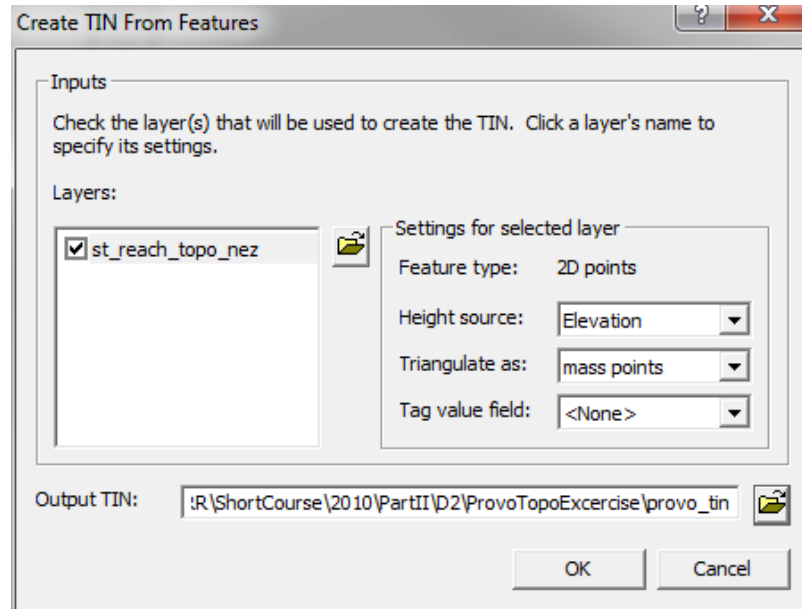 Create TIN From Features
? X
Inputs
Check the layer(s) that will be used to create the TIN. Click a layer's name to
specify its settings.
Layers:
st_reach_topo_nez
Settings for selected layer
Feature type: 2D points
Height source: Elevation
Triangulate as: mass points
Tag value field: <None>
Output TIN: R\ShortCourse\2010\PartII\D2\ProvoTopoExcercise\provo_tin
OK Cancel